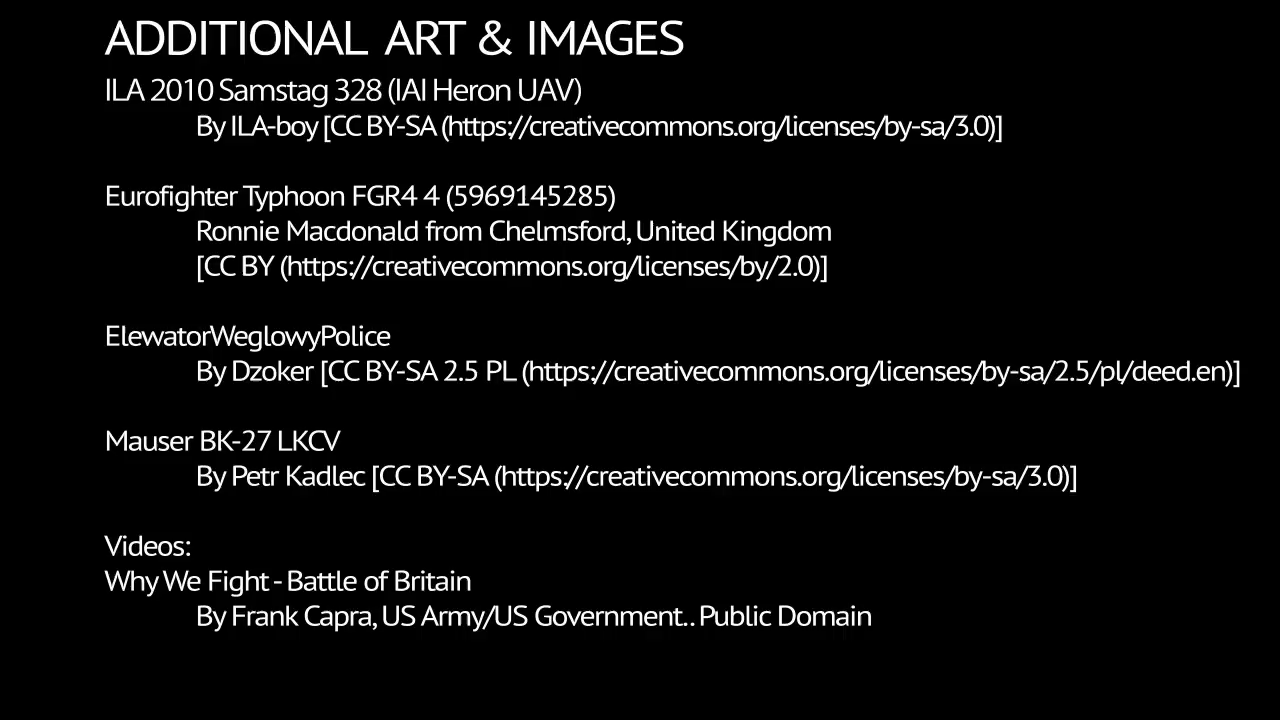 ADDITIONAL ART & IMAGES
ILA 2010 Samstag 328 (IAI Heron UAV)
By ILA-boy [CC BY-SA (https://creativecommons.org/licenses/by-sa/3.0)]
Eurofighter Typhoon FGR4 4 (5969145285)
Ronnie Macdonald from Chelmsford, United Kingdom
[CC BY (https://creativecommons.org/licenses/by/2.0)]
ElewatorWeglowyPolice
By Dzoker [CC BY-SA 2.5 PL (https://creativecommons.org/licenses/by-sa/2.5/pl/deed.en)]
Mauser BK-27 LKCV
By Petr Kadlec [CC BY-SA (https://creativecommons.org/licenses/by-sa/3.0)]
Videos:
Why We Fight - Battle of Britain
By Frank Capra, US Army/US Government.. Public Domain